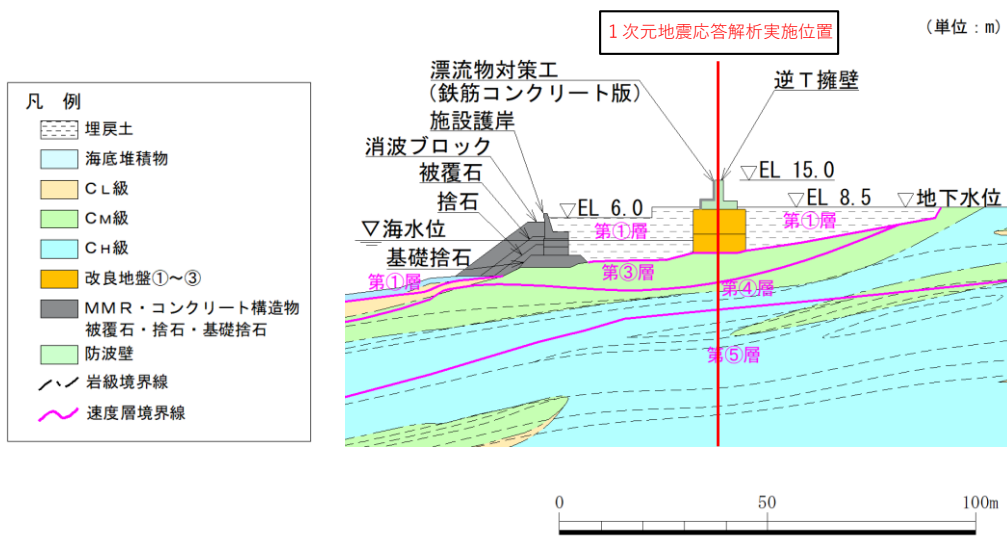 1次元地震応答解析実施位置
(単位:m)
漂流物対策工
(鉄筋コンクリート版)
逆T擁壁
施設護岸
消波ブロック
被覆石
捨石
▽海水位
基礎捨石
▽EL 15.0
▽EL 6.0
▽EL 8.5
▽地下水位
第①層
第①層
第①層
第③層
第④層
第⑤層
凡 例
埋戻土
海底堆積物
CL級
CM級
CH級
改良地盤①~③
MMR・コンクリート構造物
被覆石・捨石・基礎捨石
防波壁
岩級境界線
速度層境界線
0 50 100m